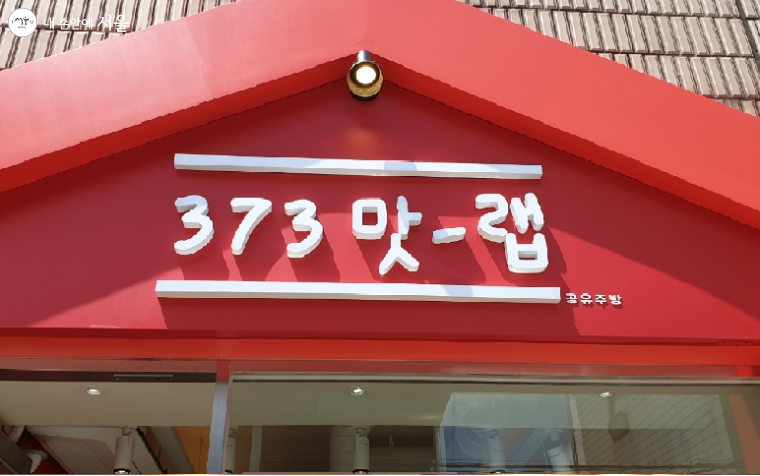 내 손안에 서울
373 맛-랩
공유주방